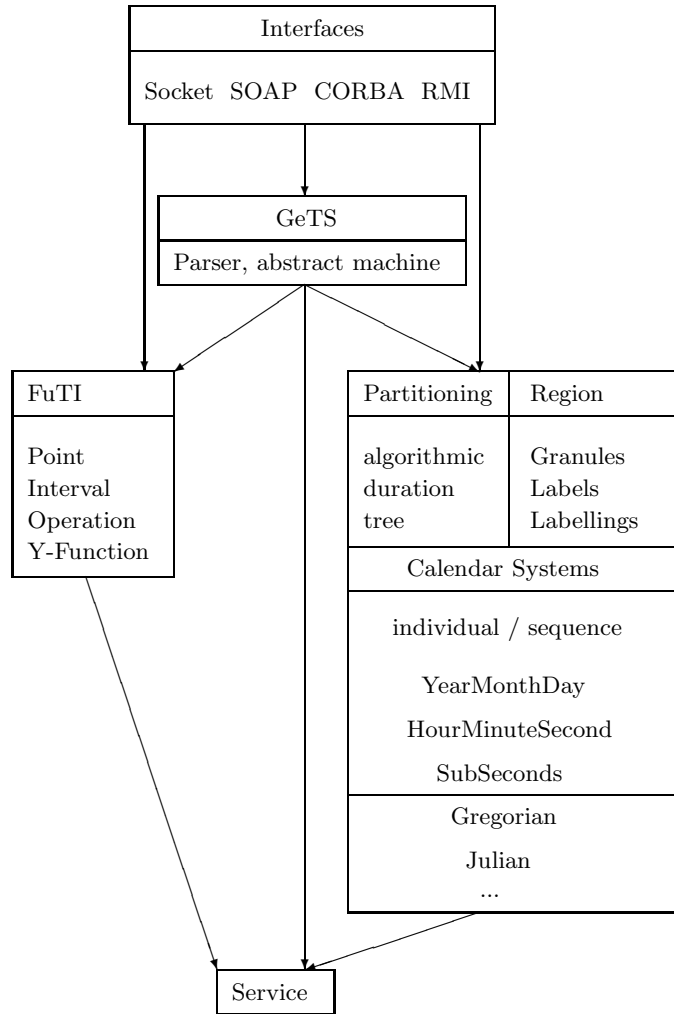 Interfaces
Socket SOAP CORBA RMI
GeTS
Parser, abstract machine
FuTI
Point
Interval
Operation
Y-Function
Partitioning
algorithmic
duration
tree
Region
Granules
Labels
Labellings
Calendar Systems
individual / sequence
YearMonthDay
HourMinuteSecond
SubSeconds
Gregorian
Julian
...
Service